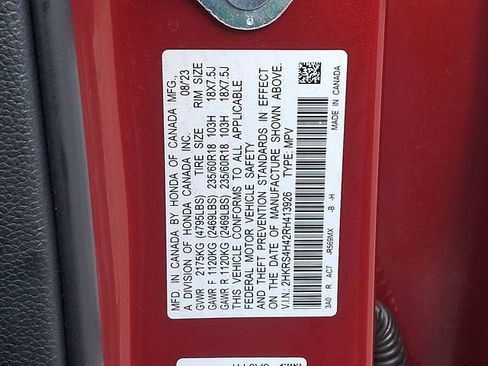 MFD. IN CANADA BY HONDA OF CANADA MFG.,
A DIVISION OF HONDA CANADA INC. 08/23
GVWR 2175KG (4795LBS) TIRE SIZE RIM SIZE
GAWR F 1120KG (2469LBS) 235/60R18 103H 18X7.5J
GAWR R 1120KG (2469LBS) 235/60R18 103H 18X7.5J
THIS VEHICLE CONFORMS TO ALL APPLICABLE
FEDERAL MOTOR VEHICLE SAFETY
AND THEFT PREVENTION STANDARDS IN EFFECT
ON THE DATE OF MANUFACTURE SHOWN ABOVE.
V.I.N.: 2HKRS4H42RH413926 TYPE: MPV
3A0 R AC7 -R569MX -B -H MADE IN CANADA